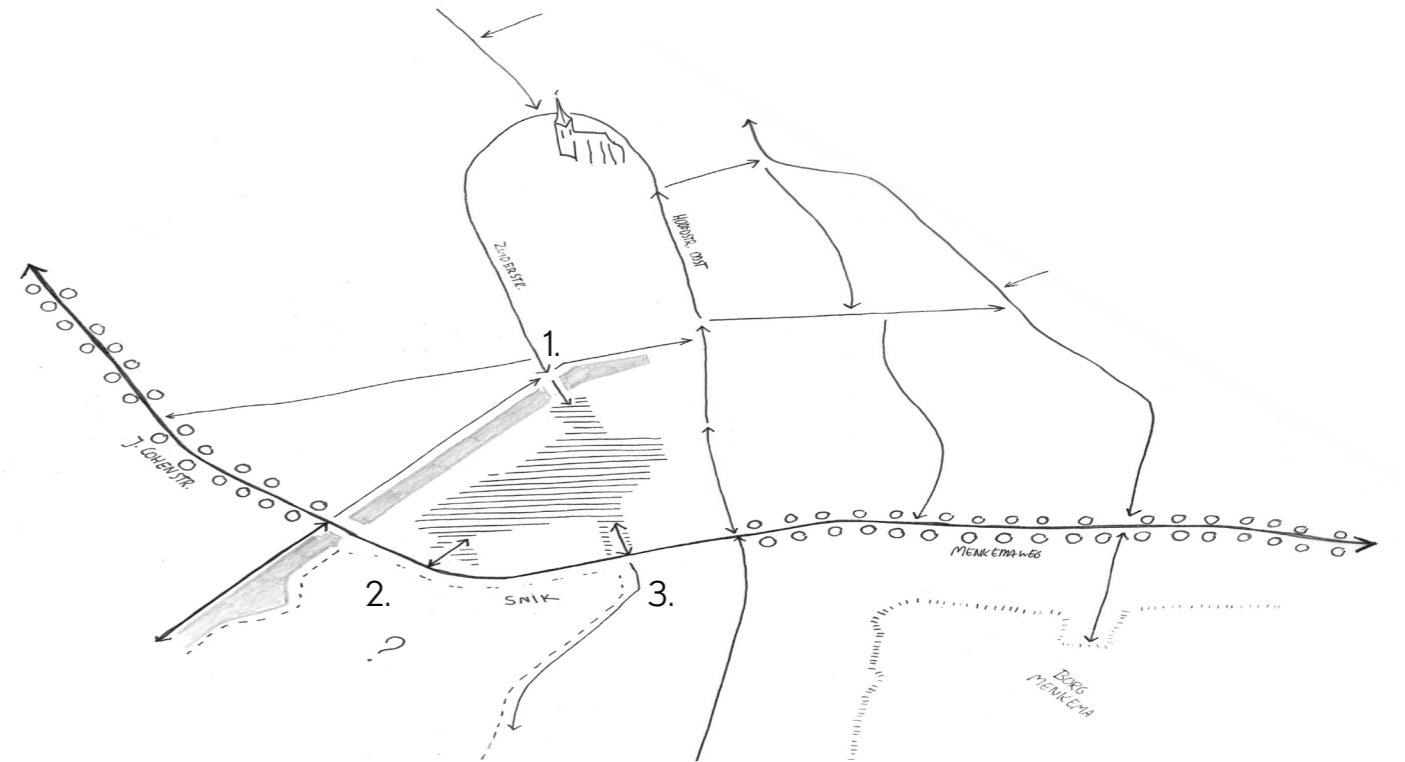 ZUIDERSTR.
HOOFDSTR. OOST
1.
J. COHENSTR.
MENKEMAWEG
2.
SNIK
3.
?
BORG
MENKEMA